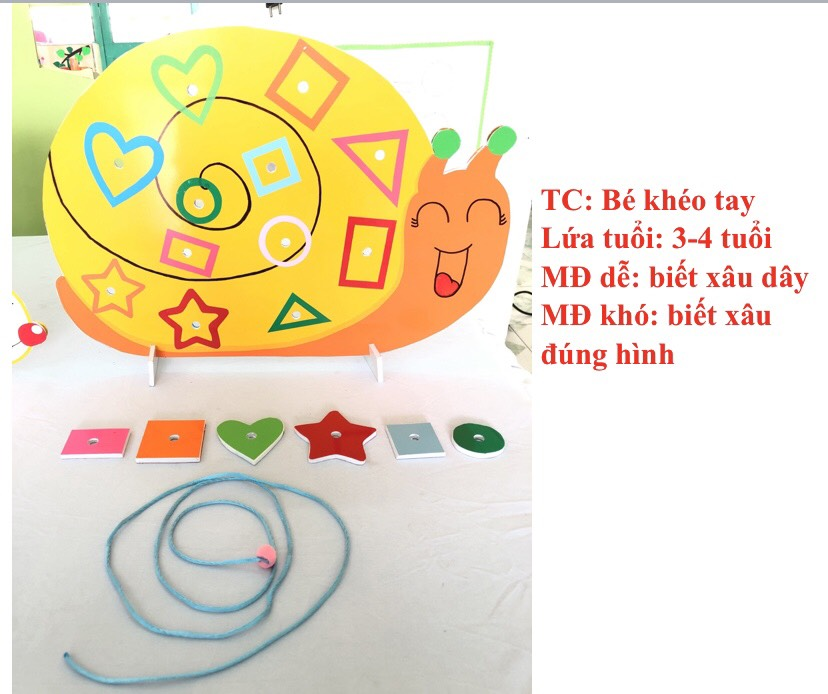 TC: Bé khéo tay
Lứa tuổi: 3-4 tuổi
MĐ dễ: biết xâu dây
MĐ khó: biết xâu
đúng hình